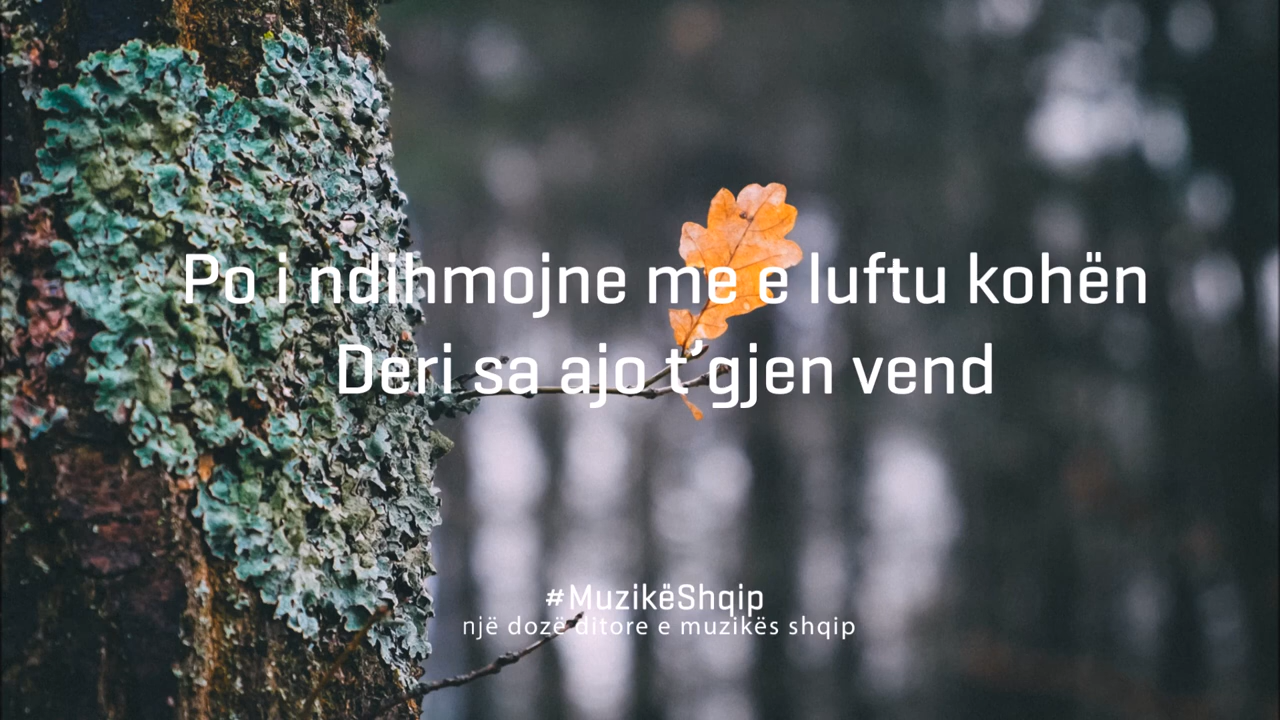 Po i ndihmojne me e luftu kohën
Deri sa ajo t'gjen vend
#MuzikëShqip
një dozë ditore e muzikës shqip